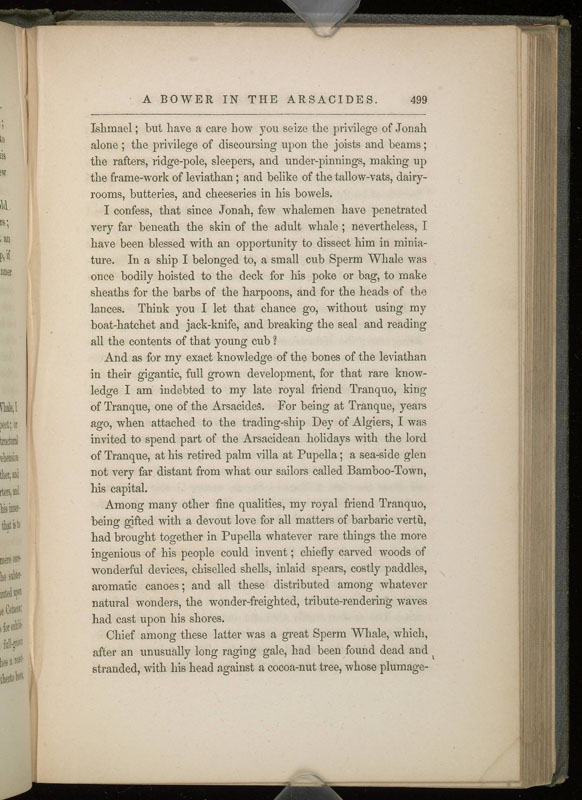 A BOWER IN THE ARSACIDES. 499
Ishmael; but have a care how you seize the privilege of Jonah
alone; the privilege of discoursing upon the joists and beams;
the rafters, ridge-pole, sleepers, and under-pinnings, making up
the frame-work of leviathan; and belike of the tallow-vats, dairy-
rooms, butteries, and cheeseries in his bowels.
I confess, that since Jonah, few whalemen have penetrated
very far beneath the skin of the adult whale; nevertheless, I
have been blessed with an opportunity to dissect him in minia-
ture. In a ship I belonged to, a small cub Sperm Whale was
once bodily hoisted to the deck for his poke or bag, to make
sheaths for the barbs of the harpoons, and for the heads of the
lances. Think you I let that chance go, without using my
boat-hatchet and jack-knife, and breaking the seal and reading
all the contents of that young cub?
And as for my exact knowledge of the bones of the leviathan
in their gigantic, full grown development, for that rare know-
ledge I am indebted to my late royal friend Tranquo, king
of Tranque, one of the Arsacides. For being at Tranque, years
ago, when attached to the trading-ship Dey of Algiers, I was
invited to spend part of the Arsacidean holidays with the lord
of Tranque, at his retired palm villa at Pupella; a sea-side glen
not very far distant from what our sailors called Bamboo-Town,
his capital.
Among many other fine qualities, my royal friend Tranquo,
being gifted with a devout love for all matters of barbaric vertù,
had brought together in Pupella whatever rare things the more
ingenious of his people could invent; chiefly carved woods of
wonderful devices, chiselled shells, inlaid spears, costly paddles,
aromatic canoes; and all these distributed among whatever
natural wonders, the wonder-freighted, tribute-rendering waves
had cast upon his shores.
Chief among these latter was a great Sperm Whale, which,
after an unusually long raging gale, had been found dead and
stranded, with his head against a cocoa-nut tree, whose plumage-